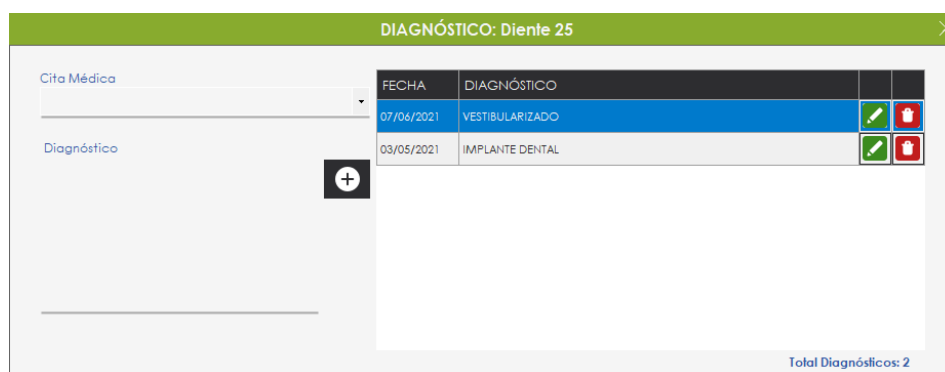 DIAGNÓSTICO: Diente 25
Cita Médica
Diagnóstico
FECHA DIAGNÓSTICO
07/06/2021 VESTIBULARIZADO
03/05/2021 IMPLANTE DENTAL
Total Diagnósticos: 2